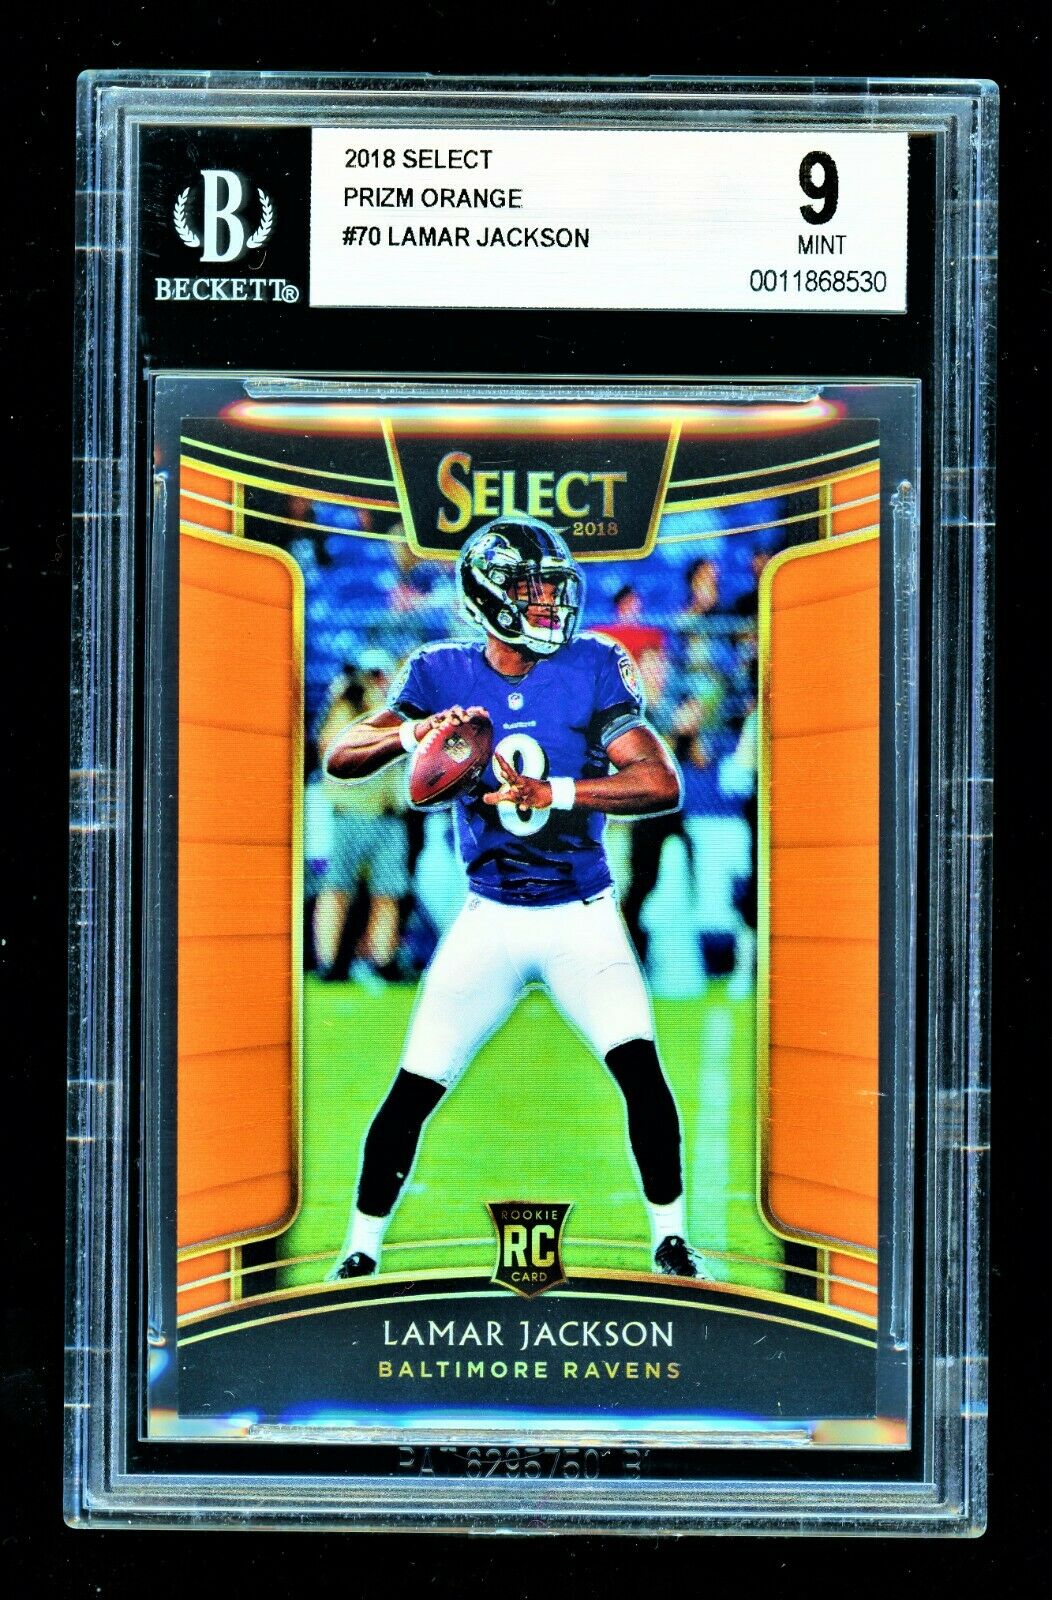 B
BECKETT®
2018 SELECT
PRIZM ORANGE
#70 LAMAR JACKSON
9
MINT
0011868530
SELECT
2018
8
ROOKIE
RC
CARD
LAMAR JACKSON
BALTIMORE RAVENS